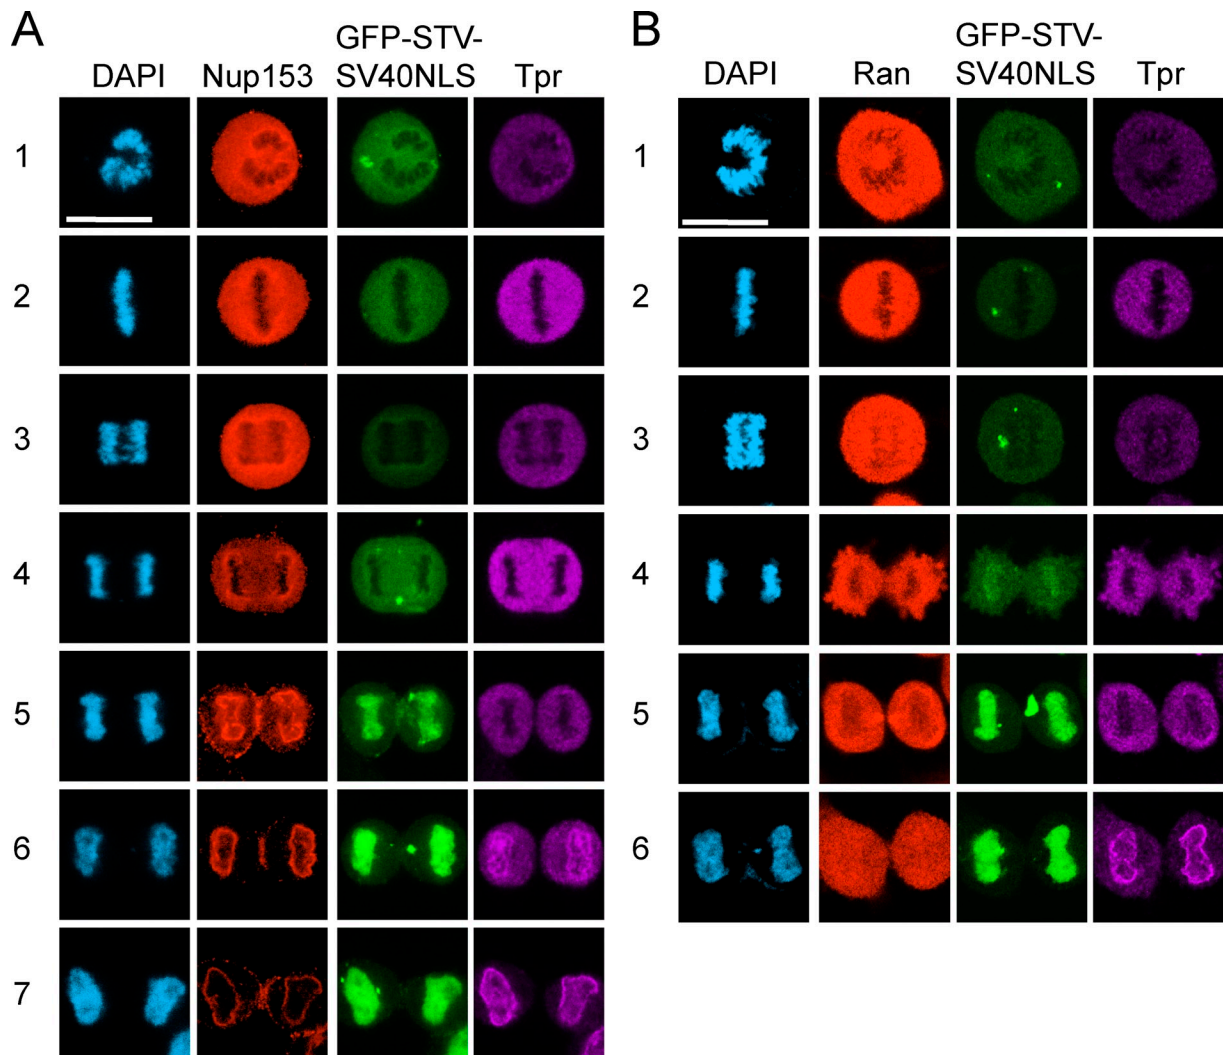 A
DAPI Nup153 GFP-STV-
SV40NLS Tpr
1
2
3
4
5
6
7
B
DAPI Ran GFP-STV-
SV40NLS Tpr
1
2
3
4
5
6